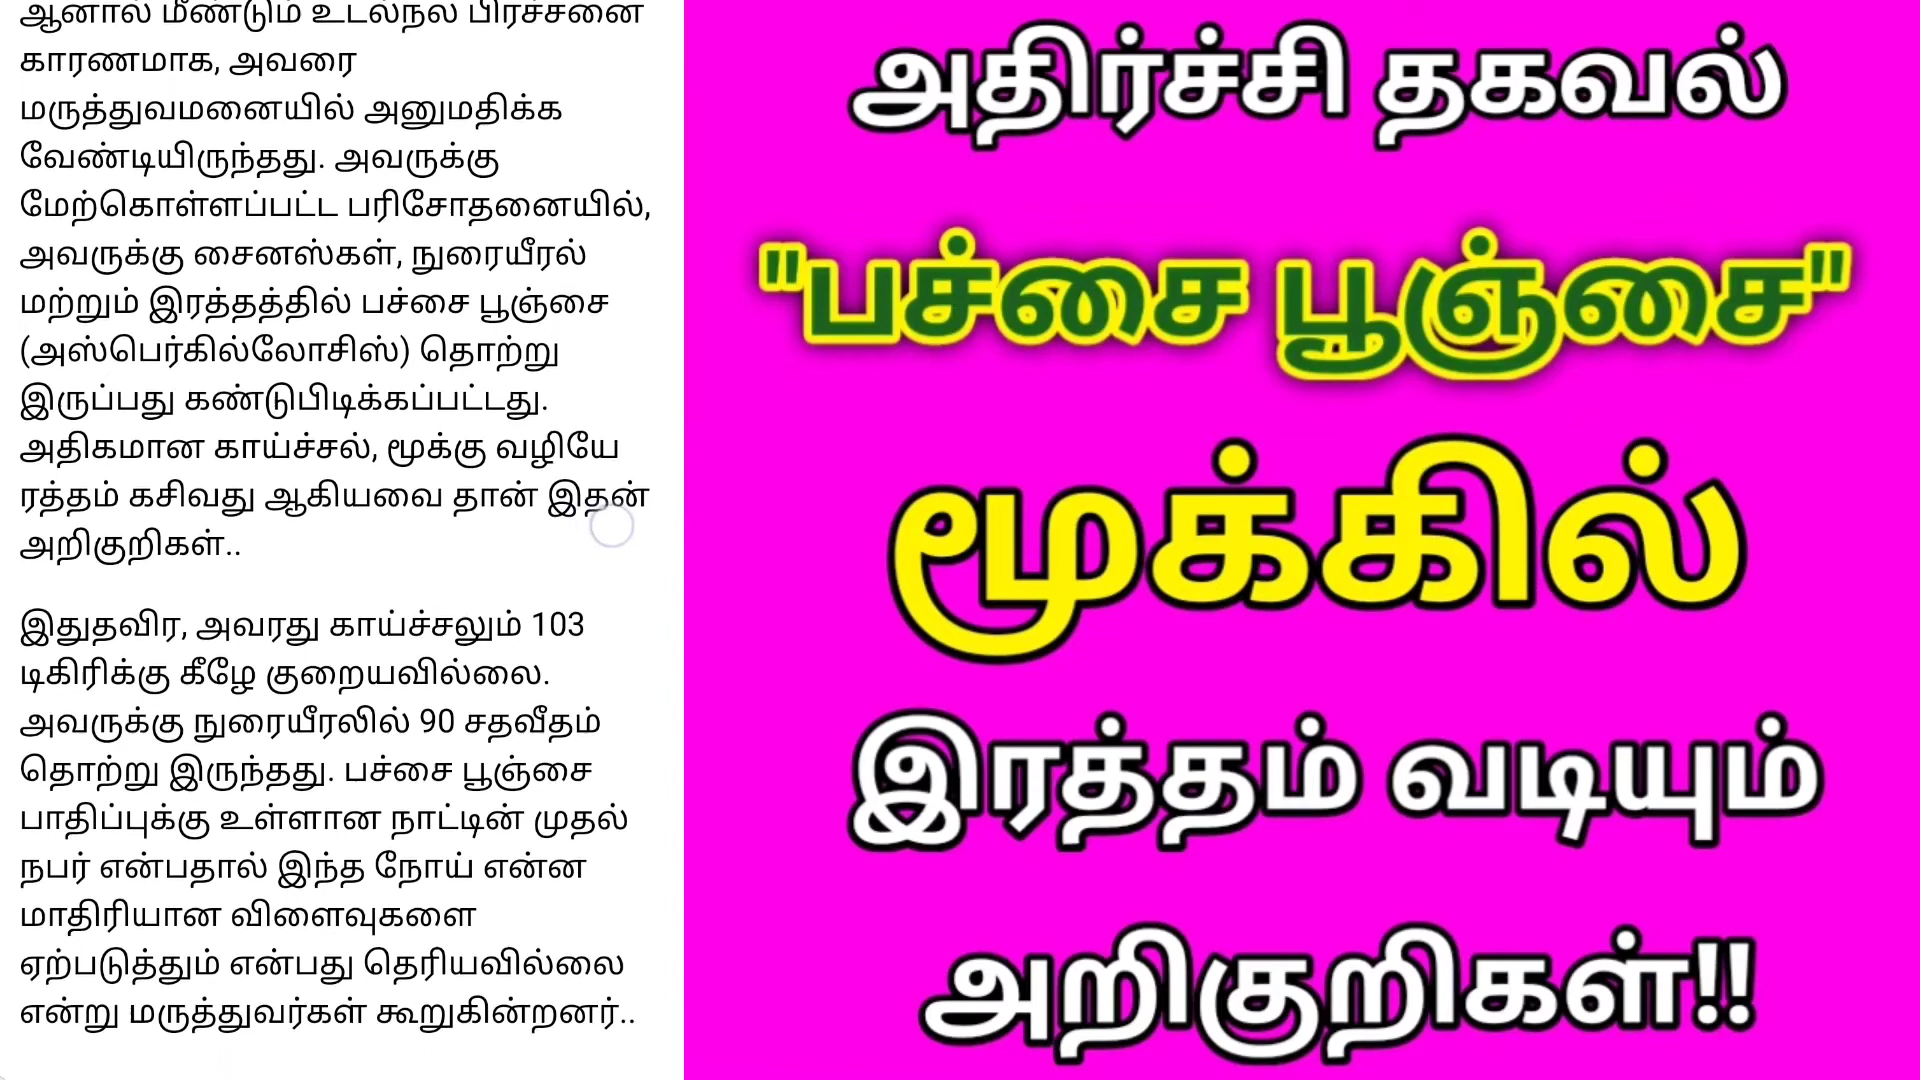 ஆனால் மீண்டும் உடல்நல பிரச்சனை
காரணமாக, அவரை
மருத்துவமனையில் அனுமதிக்க
வேண்டியிருந்தது. அவருக்கு
மேற்கொள்ளப்பட்ட பரிசோதனையில்,
அவருக்கு சைனஸ்கள், நுரையீரல்
மற்றும் இரத்தத்தில் பச்சை பூஞ்சை
(அஸ்பெர்கில்லோசிஸ்) தொற்று
இருப்பது கண்டுபிடிக்கப்பட்டது.
அதிகமான காய்ச்சல், மூக்கு வழியே
ரத்தம் கசிவது ஆகியவை தான் இதன்
அறிகுறிகள்..
இதுதவிர, அவரது காய்ச்சலும் 103
டிகிரிக்கு கீழே குறையவில்லை.
அவருக்கு நுரையீரலில் 90 சதவீதம்
தொற்று இருந்தது. பச்சை பூஞ்சை
பாதிப்புக்கு உள்ளான நாட்டின் முதல்
நபர் என்பதால் இந்த நோய் என்ன
மாதிரியான விளைவுகளை
ஏற்படுத்தும் என்பது தெரியவில்லை
என்று மருத்துவர்கள் கூறுகின்றனர்..
அதிர்ச்சி தகவல்
"பச்சை பூஞ்சை"
மூக்கில்
இரத்தம் வடியும்
அறிகுறிகள்!!